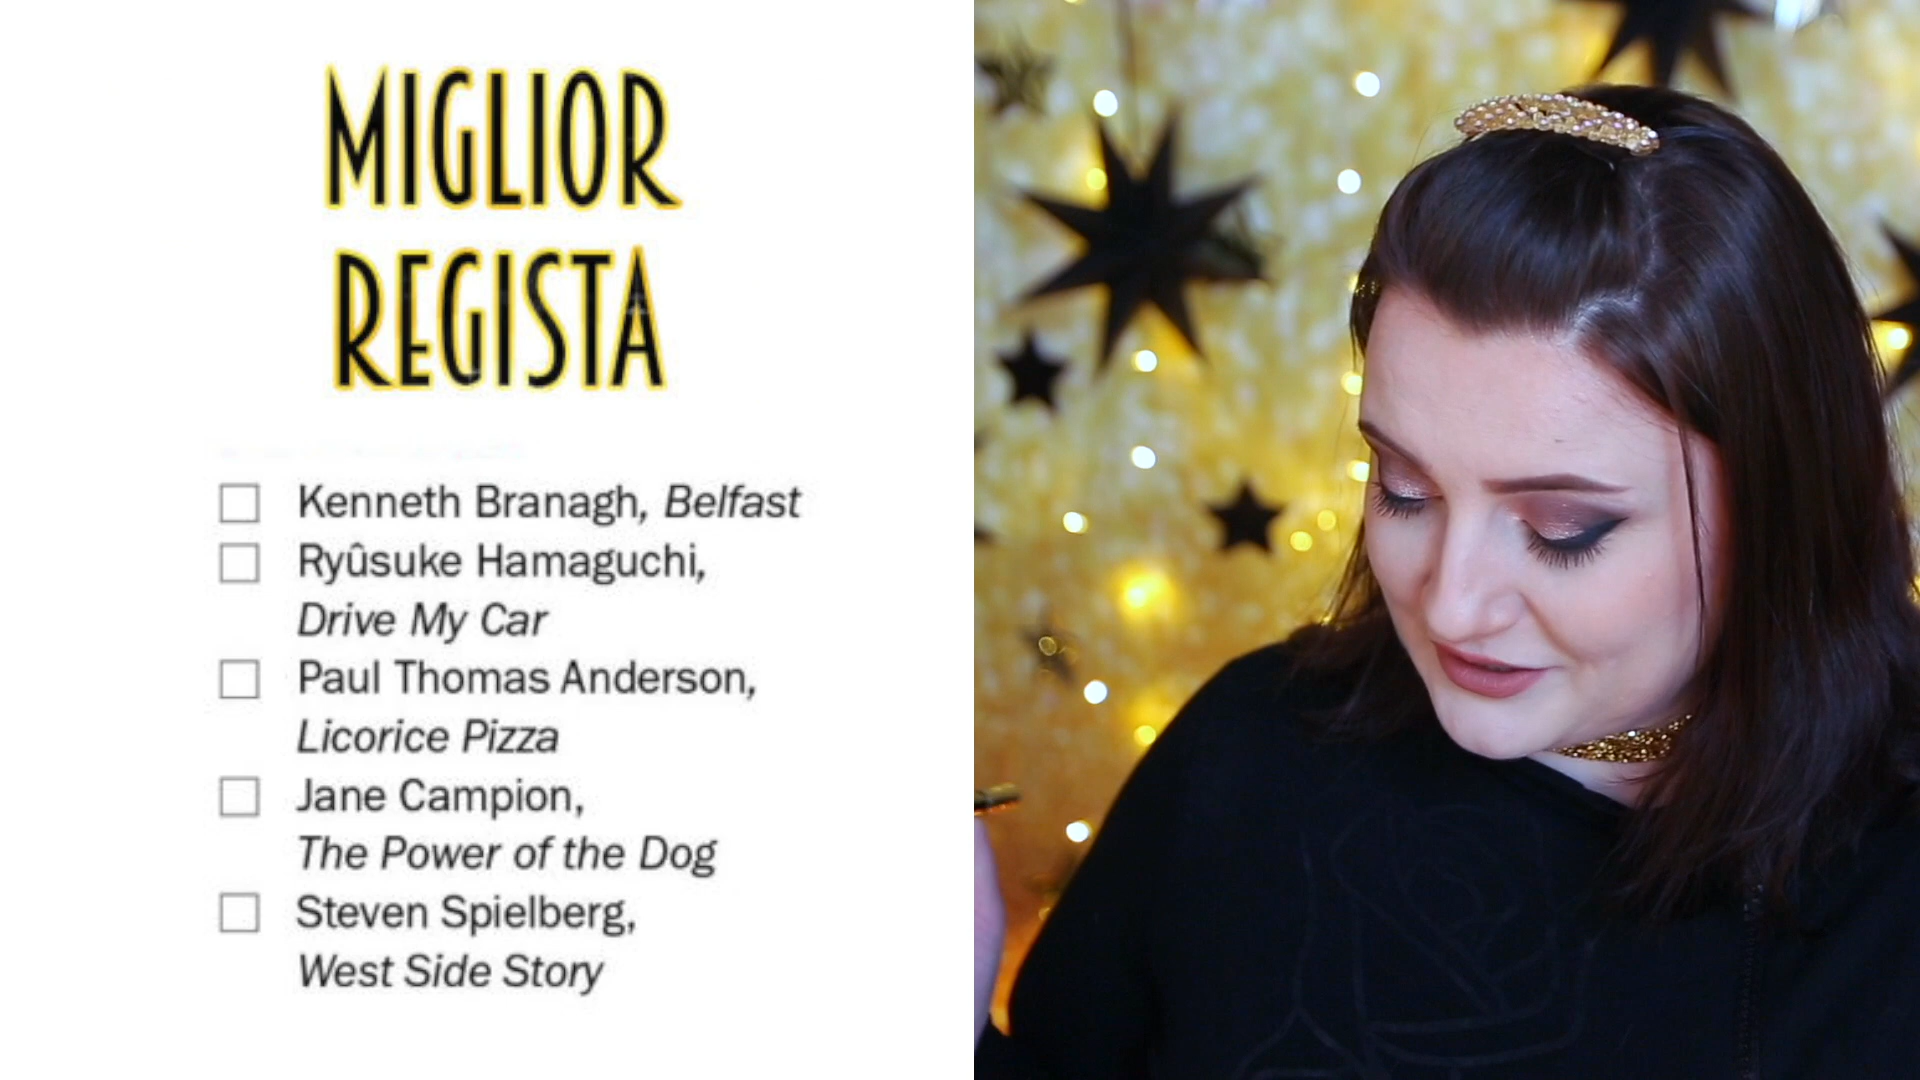 MIGLIOR
REGISTA
Kenneth Branagh, Belfast
Ryûsuke Hamaguchi,
Drive My Car
Paul Thomas Anderson,
Licorice Pizza
Jane Campion,
The Power of the Dog
Steven Spielberg,
West Side Story